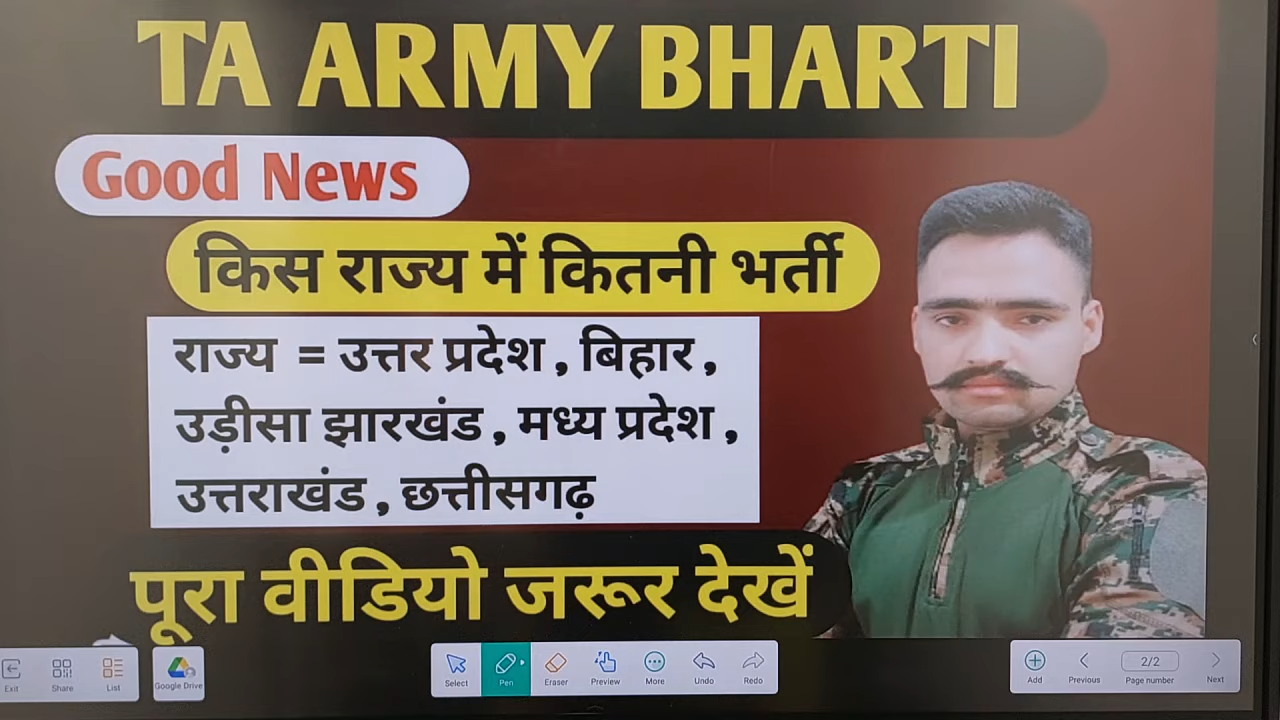 TA ARMY BHARTI
Good News
किस राज्य में कितनी भर्ती
राज्य = उत्तर प्रदेश , बिहार ,
उड़ीसा झारखंड , मध्य प्रदेश ,
उत्तराखंड , छत्तीसगढ़
पूरा वीडियो जरूर देखें
Exit Share List Google Drive Select Pen Eraser Preview More Undo Redo Add Previous 2/2 Page number Next